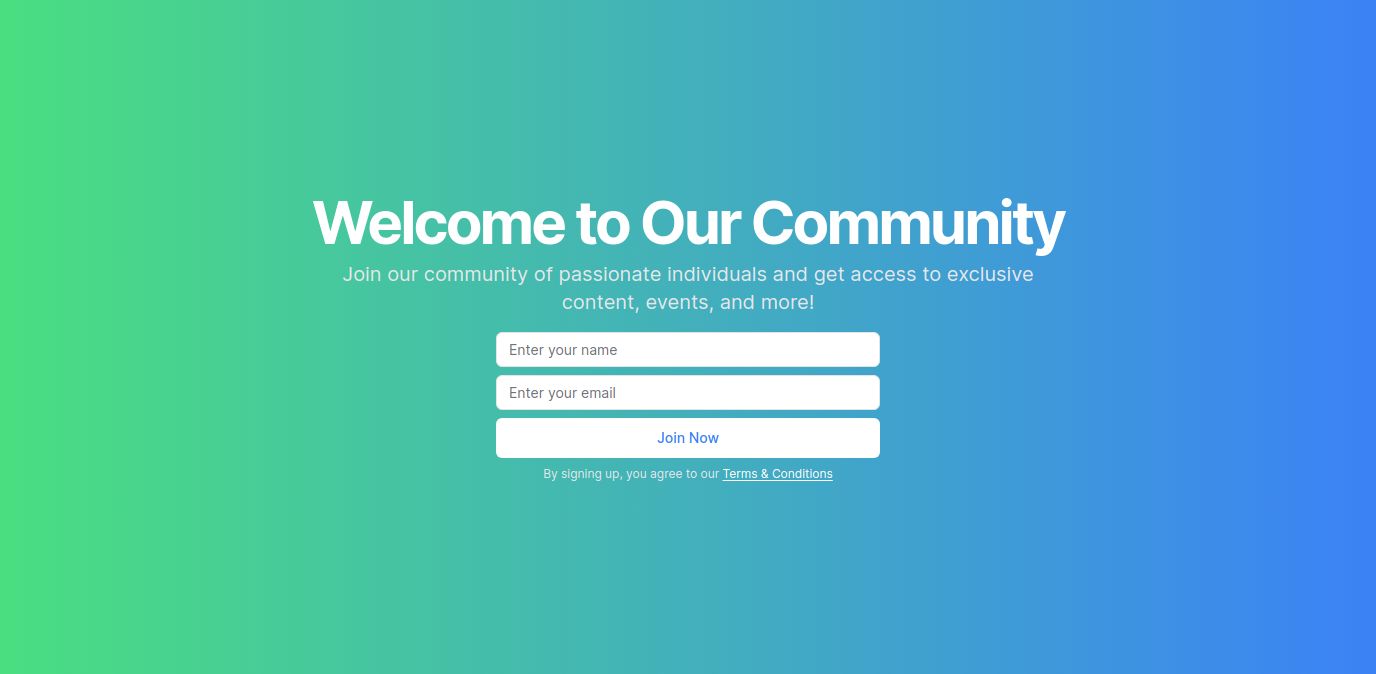 Welcome to Our Community
Join our community of passionate individuals and get access to exclusive
content, events, and more!
Enter your name
Enter your email
Join Now
By signing up, you agree to our Terms & Conditions